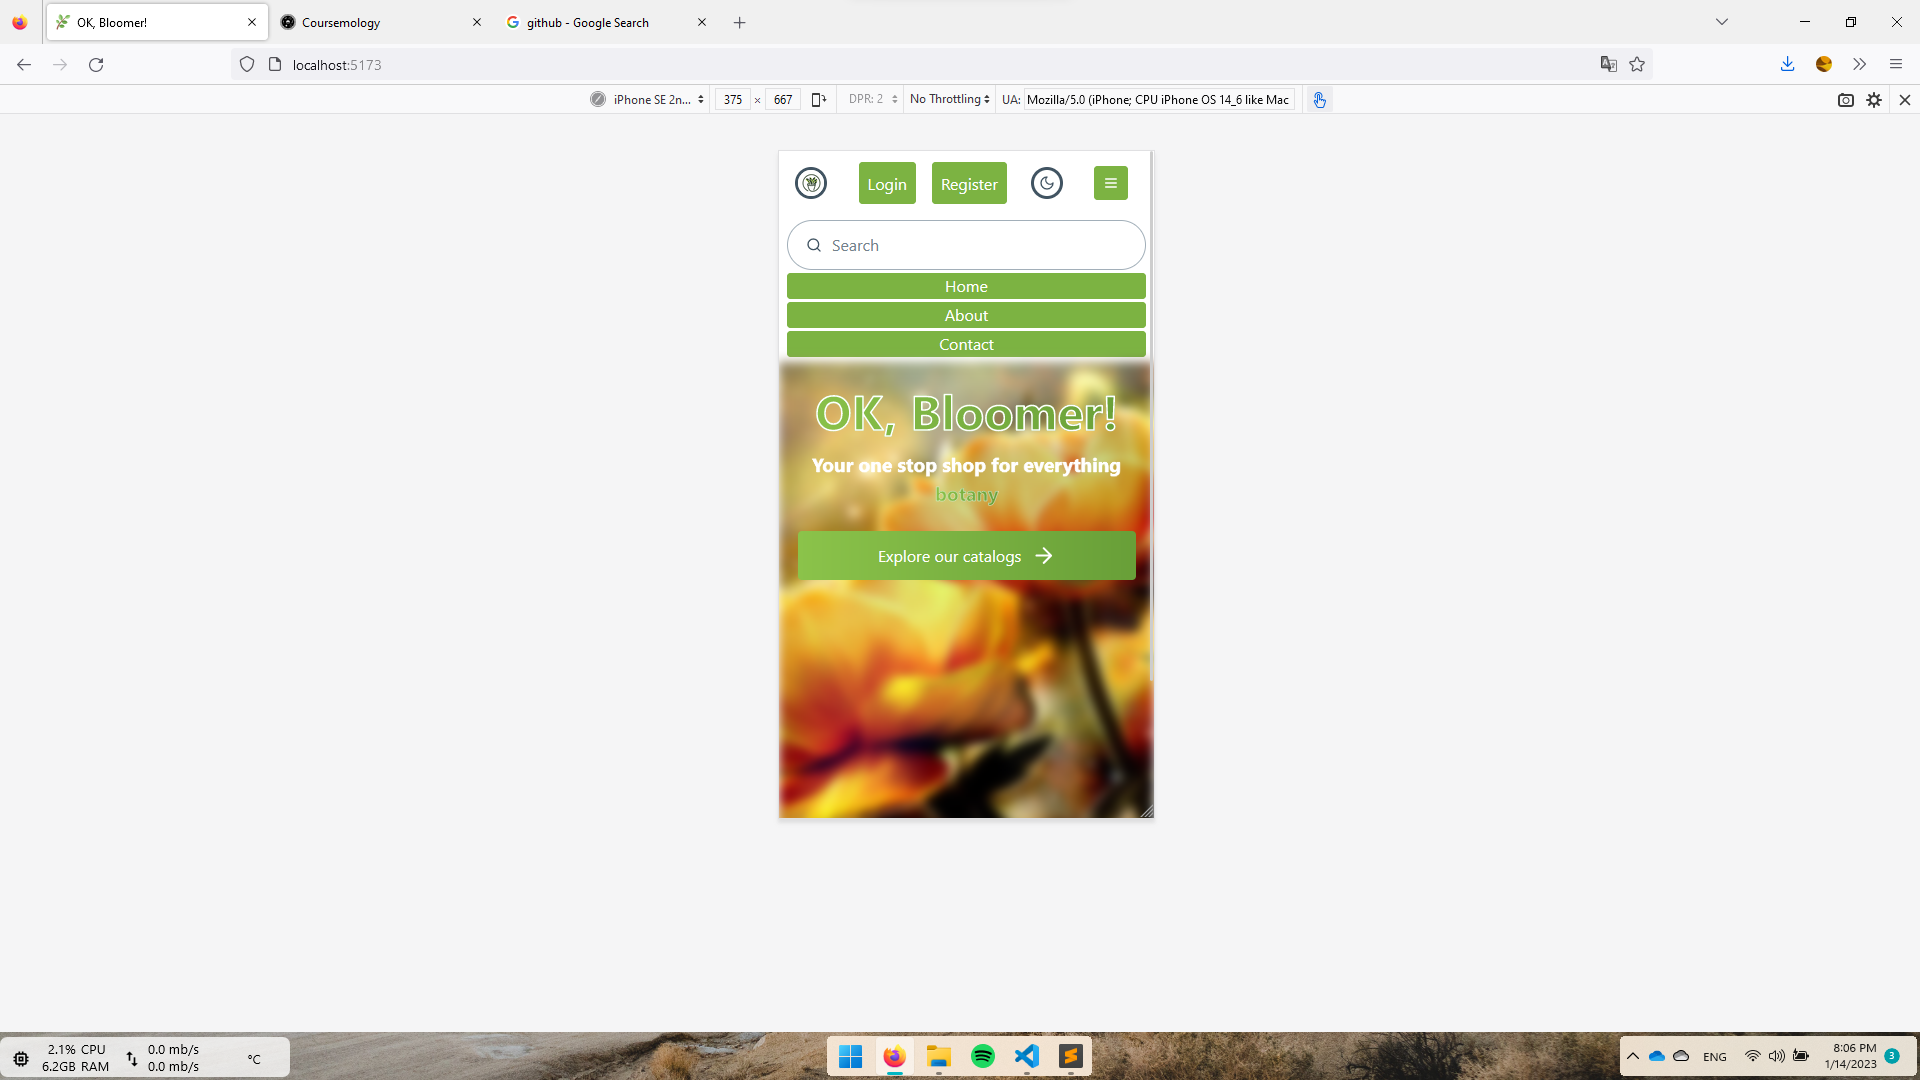 OK, Bloomer!
Coursemology
github - Google Search
localhost:5173
iPhone SE 2n... 375 × 667 DPR: 2 No Throttling UA: Mozilla/5.0 (iPhone; CPU iPhone OS 14_6 like Mac
Login Register
Search
Home
About
Contact
OK, Bloomer!
Your one stop shop for everything
botany
Explore our catalogs
2.1% CPU 0.0 mb/s
6.2GB RAM 0.0 mb/s
°C
ENG
8:06 PM
1/14/2023
3